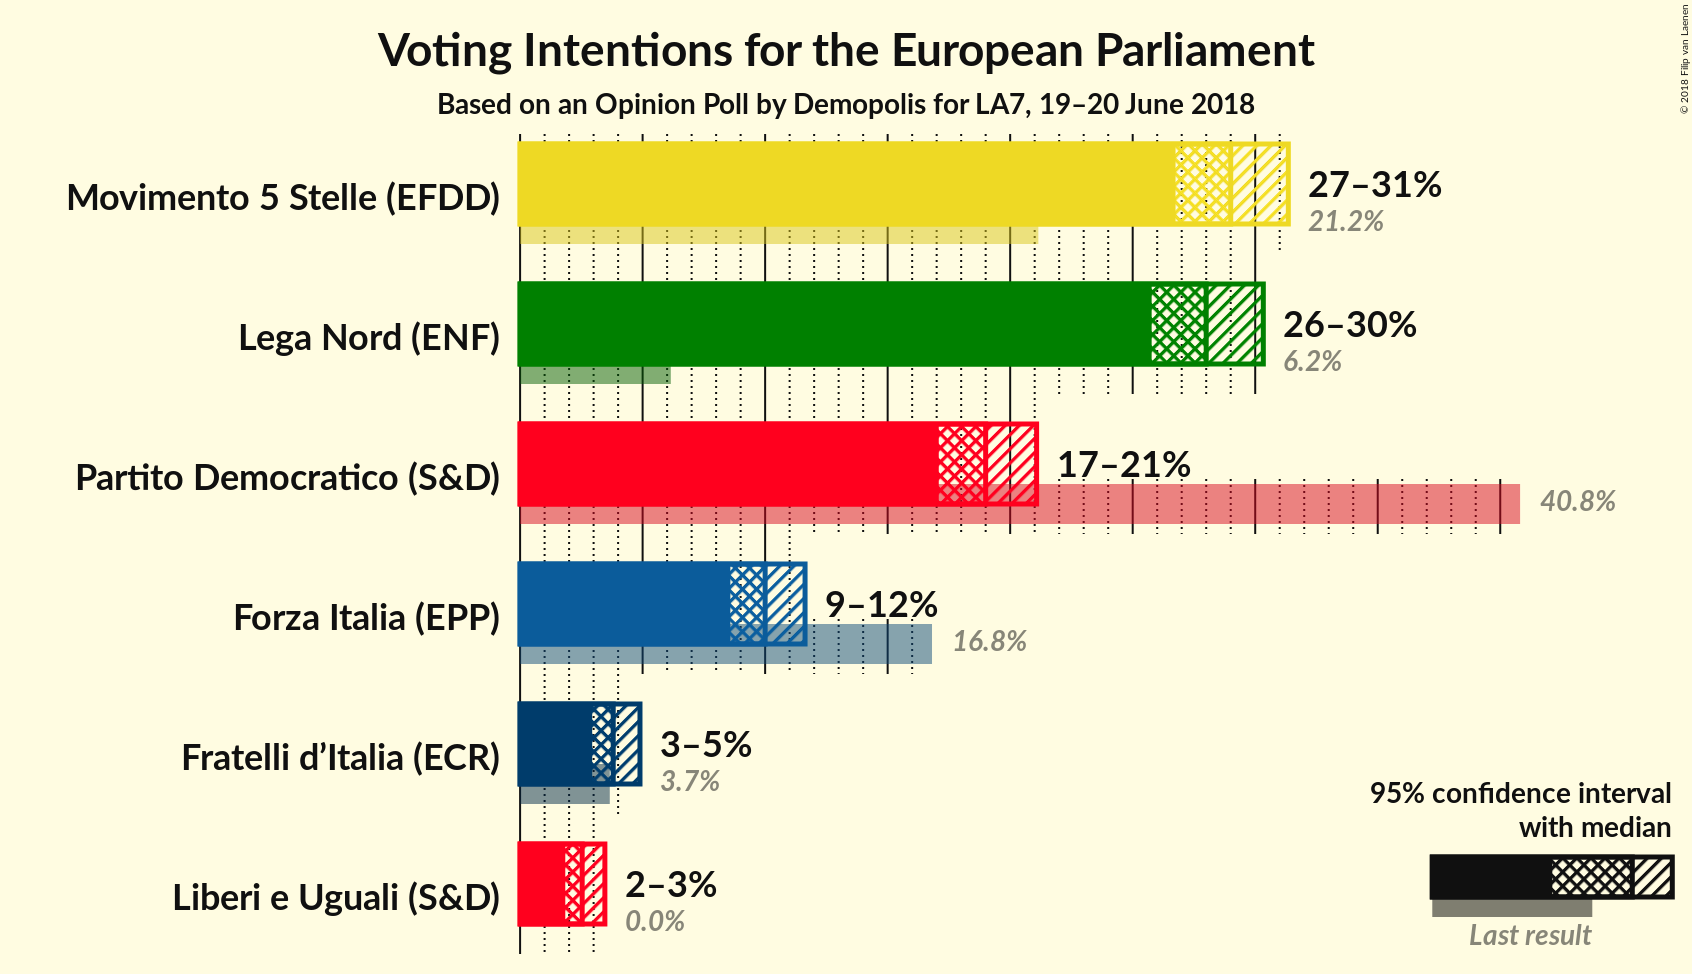 Voting Intentions for the European Parliament
Based on an Opinion Poll by Demopolis for LA7, 19–20 June 2018
© 2018 Filip van Laenen
Movimento 5 Stelle (EFDD)
27–31%
21.2%
Lega Nord (ENF)
26–30%
6.2%
Partito Democratico (S&D)
17–21%
40.8%
Forza Italia (EPP)
9–12%
16.8%
Fratelli d’Italia (ECR)
3–5%
3.7%
Liberi e Uguali (S&D)
2–3%
0.0%
95% confidence interval
with median
Last result